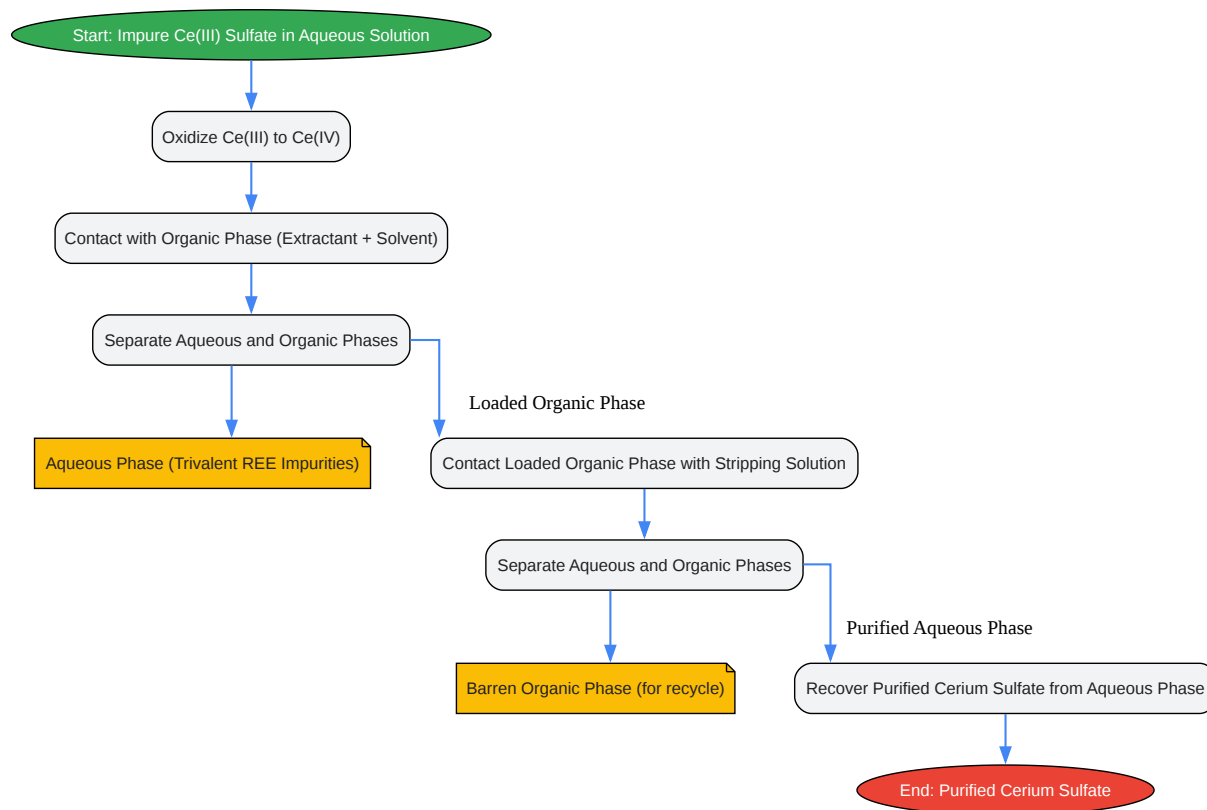 Start: Impure Ce(III) Sulfate in Aqueous Solution
Oxidize Ce(III) to Ce(IV)
Contact with Organic Phase (Extractant + Solvent)
Separate Aqueous and Organic Phases
Loaded Organic Phase
Aqueous Phase (Trivalent REE Impurities)
Contact Loaded Organic Phase with Stripping Solution
Separate Aqueous and Organic Phases
Purified Aqueous Phase
Barren Organic Phase (for recycle)
Recover Purified Cerium Sulfate from Aqueous Phase
End: Purified Cerium Sulfate